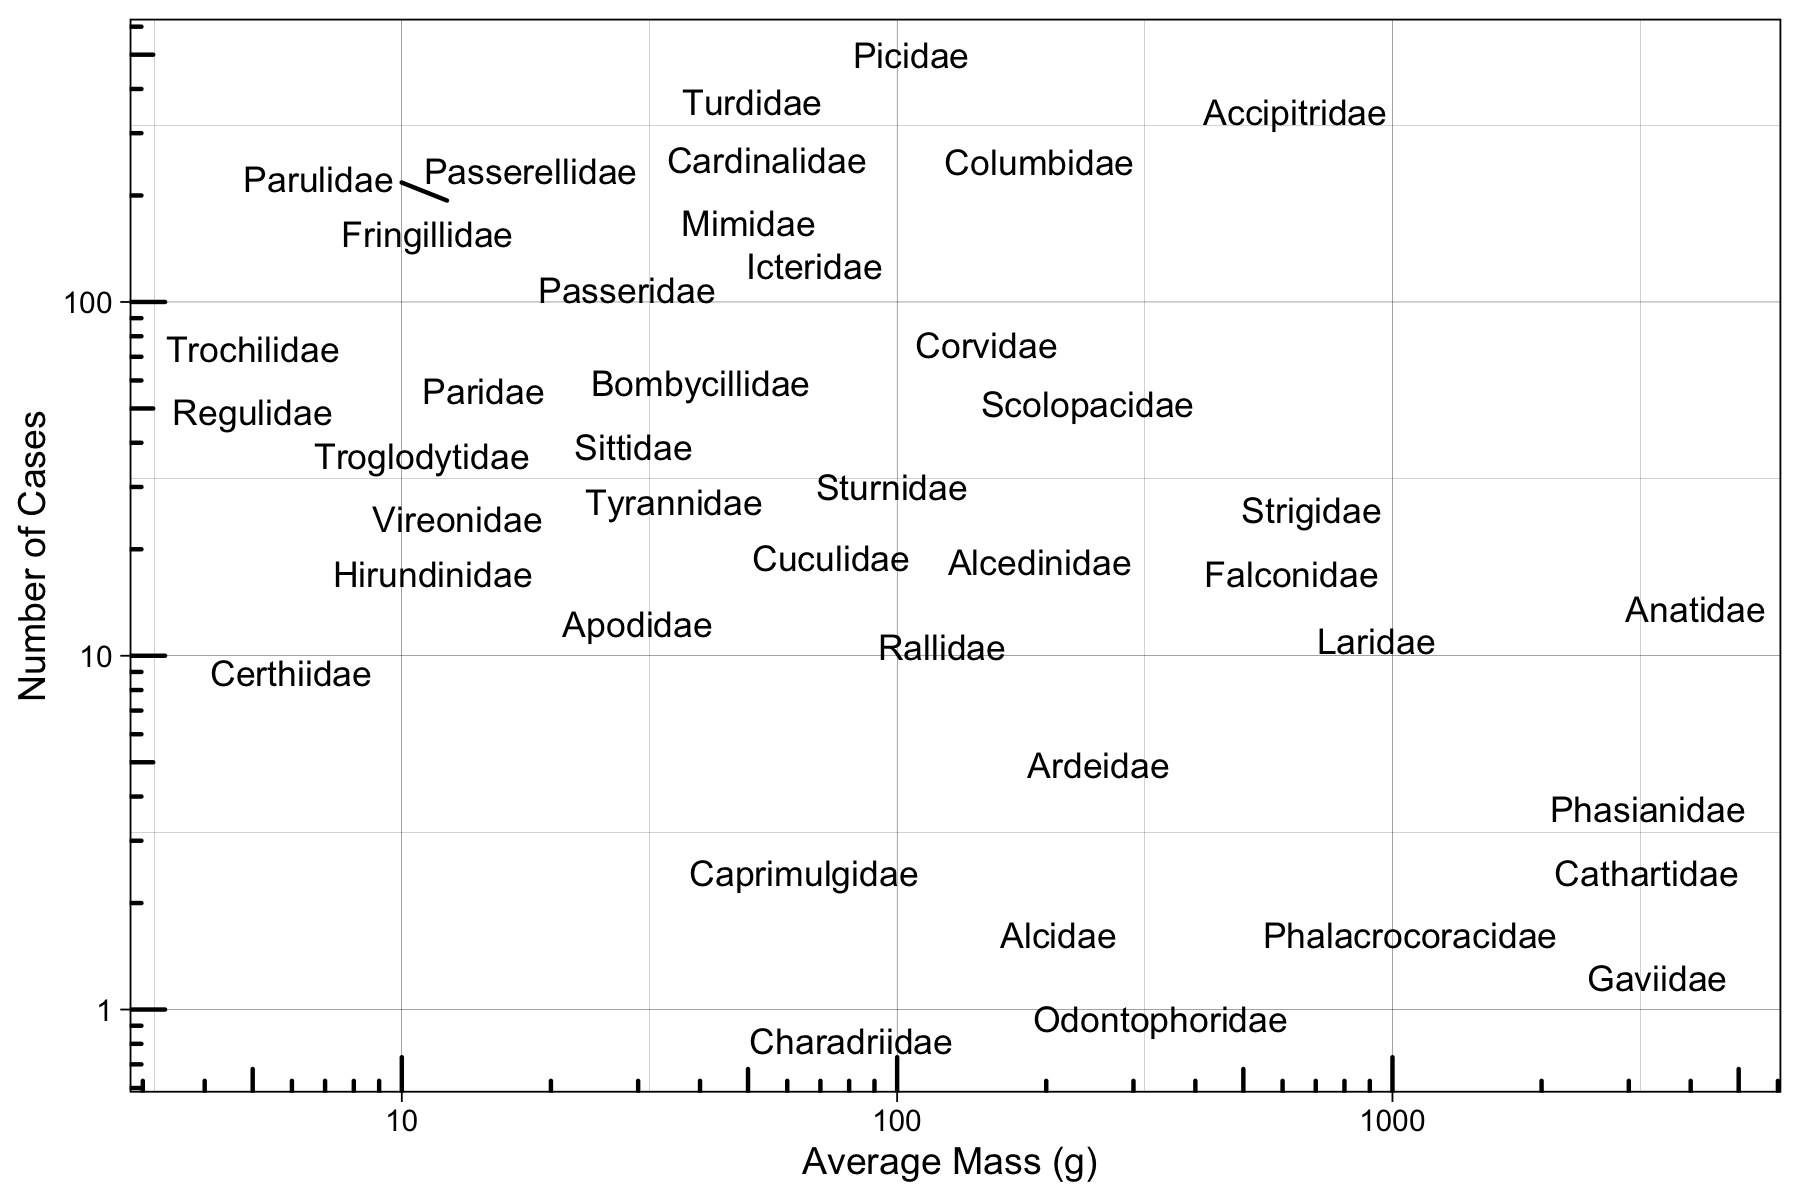 Picidae
Turdidae
Accipitridae
Cardinalidae
Columbidae
Passerellidae
Parulidae
Mimidae
Fringillidae
Icteridae
Passeridae
100
Corvidae
Trochilidae
Bombycillidae
Paridae
Scolopacidae
Regulidae
Sittidae
Troglodytidae
Sturnidae
Tyrannidae
Strigidae
Vireonidae
Number of Cases
Cuculidae
Alcedinidae
Hirundinidae
Falconidae
Anatidae
Apodidae
Laridae
Rallidae
10
Certhiidae
Ardeidae
Phasianidae
Caprimulgidae
Cathartidae
Alcidae
Phalacrocoracidae
Gaviidae
1
Odontophoridae
Charadriidae
10 100 1000
Average Mass (g)